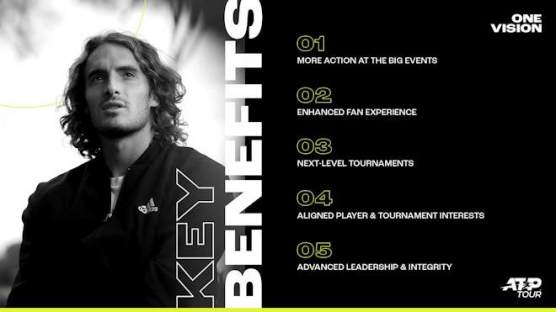 KEY
BENEFITS
ONE
VISION
01
MORE ACTION AT THE BIG EVENTS
02
ENHANCED FAN EXPERIENCE
03
NEXT-LEVEL TOURNAMENTS
04
ALIGNED PLAYER & TOURNAMENT INTERESTS
05
ADVANCED LEADERSHIP & INTEGRITY
ATP
TOUR